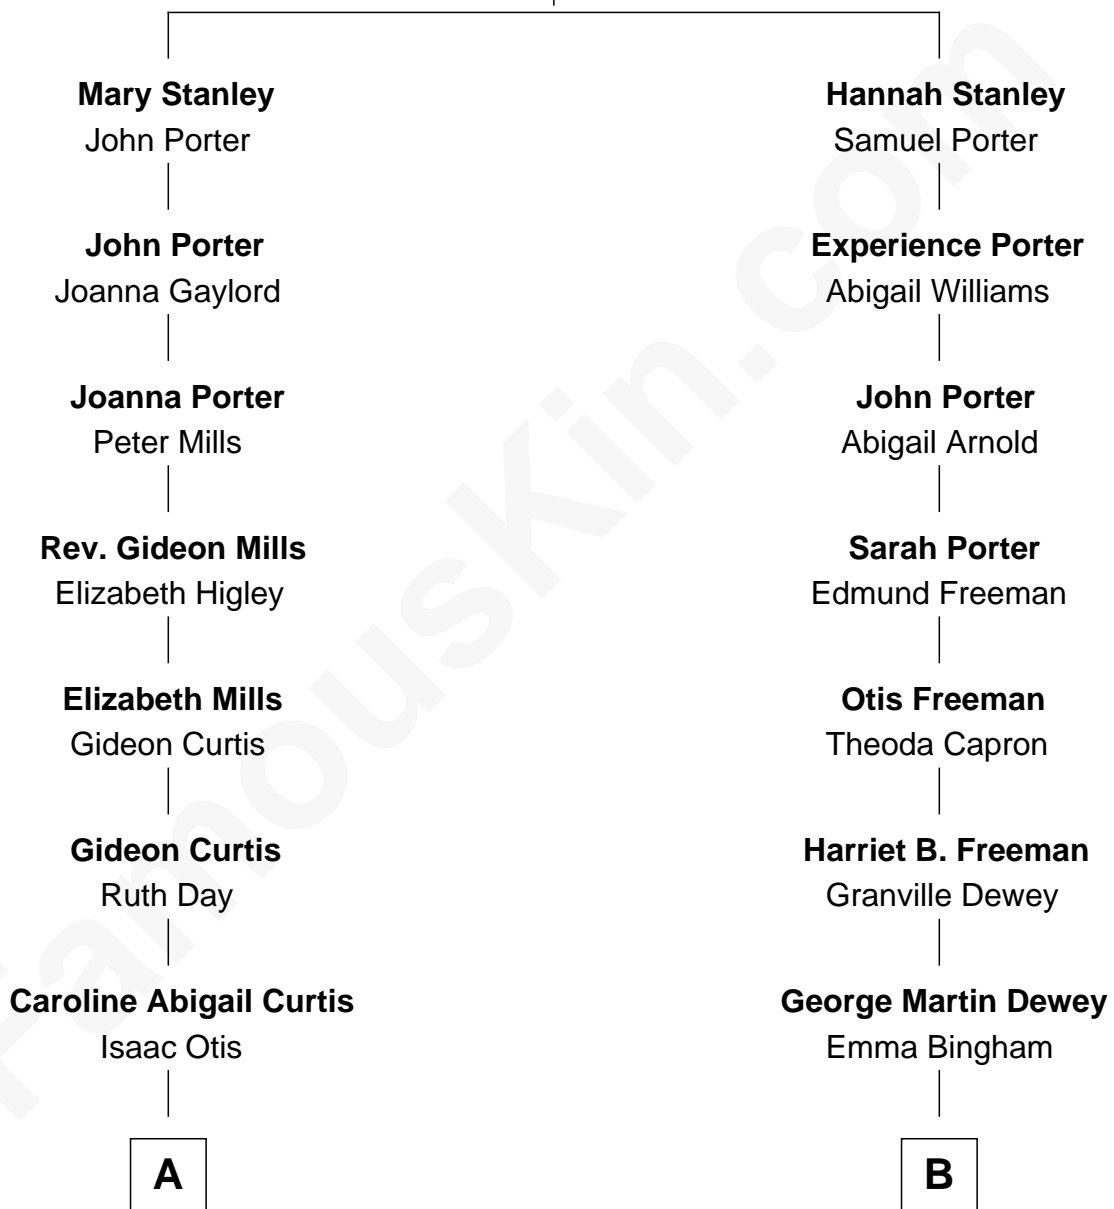 Mary Stanley
John Porter
John Porter
Joanna Gaylord
Joanna Porter
Peter Mills
Rev. Gideon Mills
Elizabeth Higley
Elizabeth Mills
Gideon Curtis
Gideon Curtis
Ruth Day
Caroline Abigail Curtis
Isaac Otis
A
Hannah Stanley
Samuel Porter
Experience Porter
Abigail Williams
John Porter
Abigail Arnold
Sarah Porter
Edmund Freeman
Otis Freeman
Theoda Capron
Harriet B. Freeman
Granville Dewey
George Martin Dewey
Emma Bingham
B
FamousKin.com